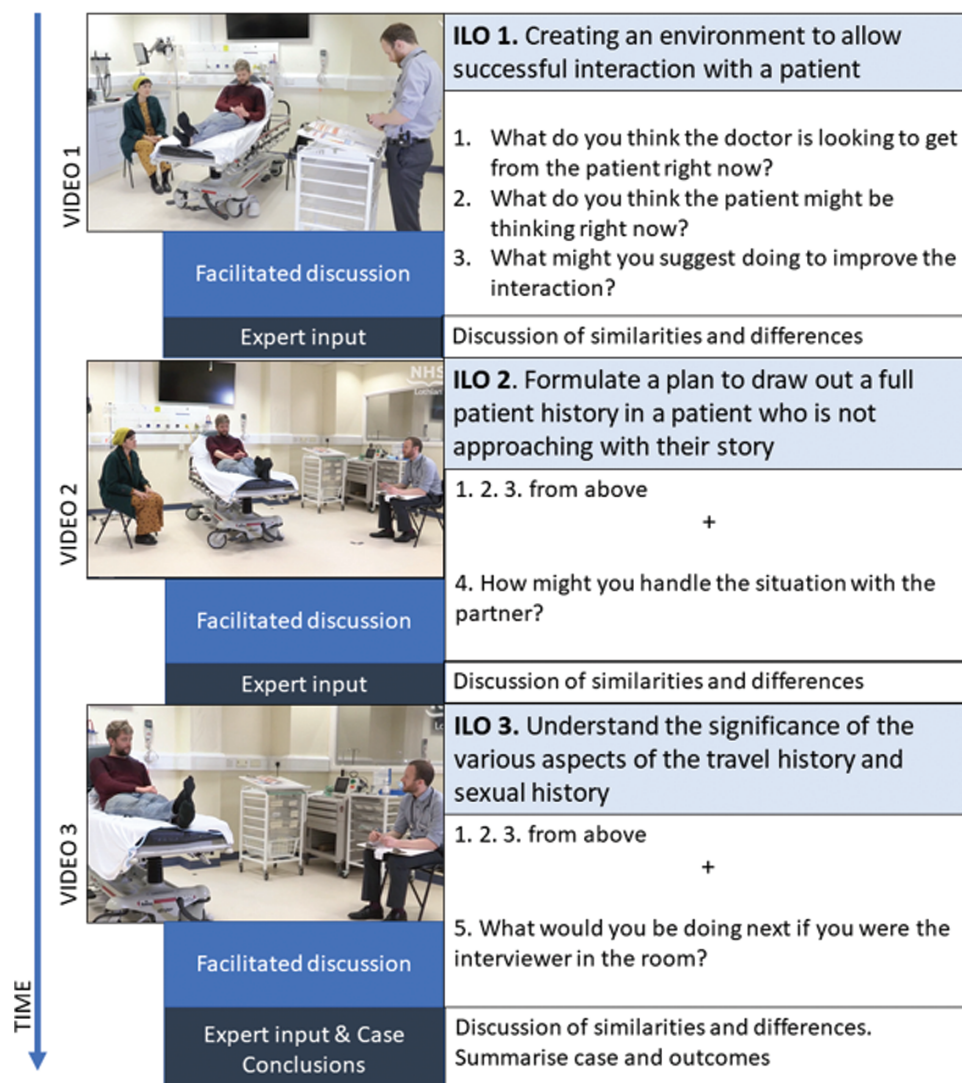 ILO 1. Creating an environment to allow
successful interaction with a patient
VIDEO 1
1. What do you think the doctor is looking to get
from the patient right now?
2. What do you think the patient might be
thinking right now?
3. What might you suggest doing to improve the
interaction?
Facilitated discussion
Expert input
Discussion of similarities and differences
NHS
Lothian
ILO 2. Formulate a plan to draw out a full
patient history in a patient who is not
approaching with their story
VIDEO 2
1. 2. 3. from above
+
4. How might you handle the situation with the
partner?
Facilitated discussion
Expert input
Discussion of similarities and differences
ILO 3. Understand the significance of the
various aspects of the travel history and
sexual history
VIDEO 3
1. 2. 3. from above
+
5. What would you be doing next if you were the
interviewer in the room?
Facilitated discussion
Expert input & Case
Conclusions
Discussion of similarities and differences.
Summarise case and outcomes
TIME